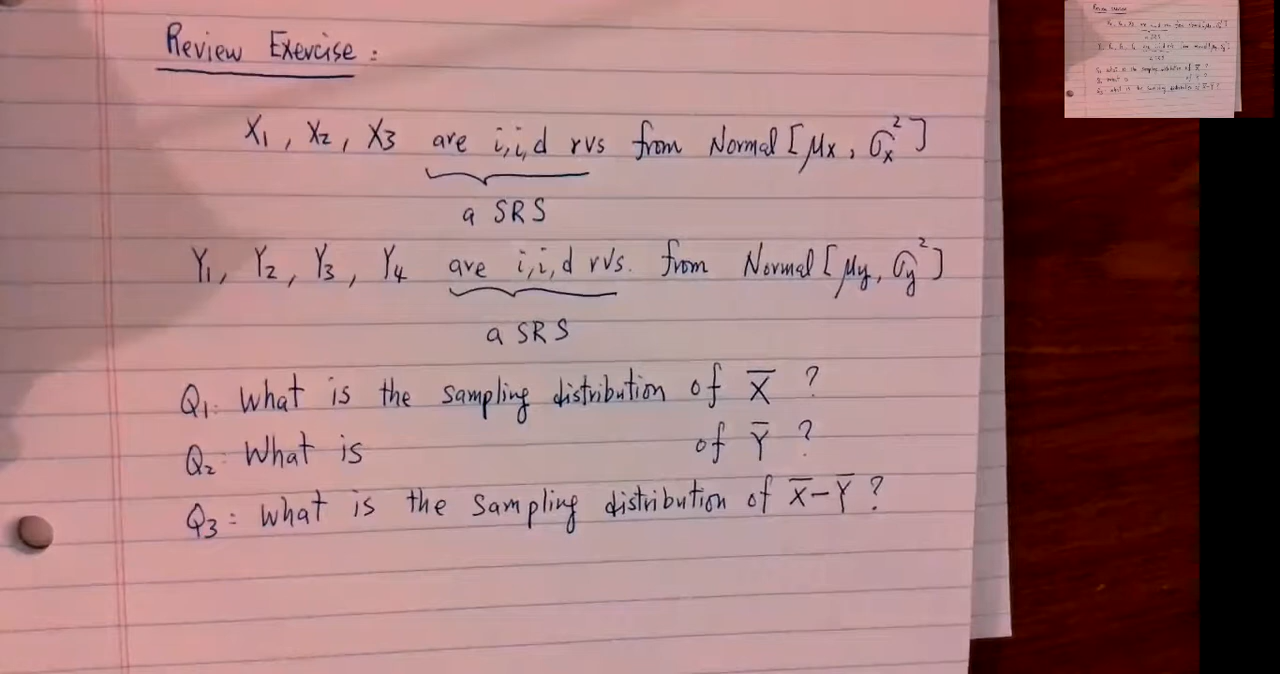 Review Exercise :
X1 , X2 , X3 are i,i,d rvs from Normal [ μx , σx² ]
a SRS
Y1 , Y2 , Y3 , Y4 are i,i,d rvs. from Normal [ μy , σy² ]
a SRS
Q1: What is the sampling distribution of X̅ ?
Q2: What is of Y̅ ?
Q3: What is the sampling distribution of X̅ – Y̅ ?